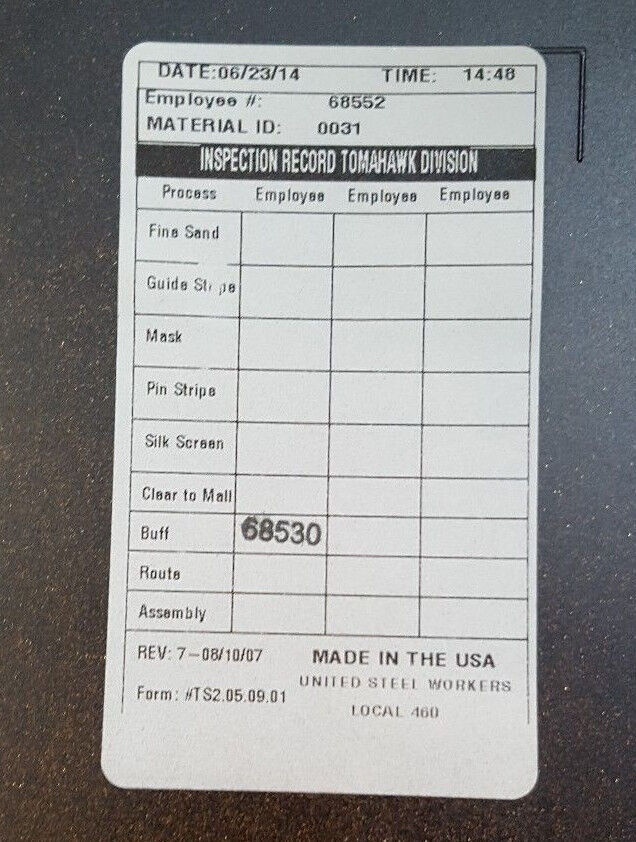 DATE:06/23/14 TIME: 14:48
Employee #: 68552
MATERIAL ID: 0031
INSPECTION RECORD TOMAHAWK DIVISION
Process Employee Employee Employee
Fine Sand
Guide Stripe
Mask
Pin Stripe
Silk Screen
Clear to Mall
Buff 68530
Route
Assembly
REV: 7-08/10/07 MADE IN THE USA
UNITED STEEL WORKERS
Form: #TS2.05.09.01
LOCAL 460